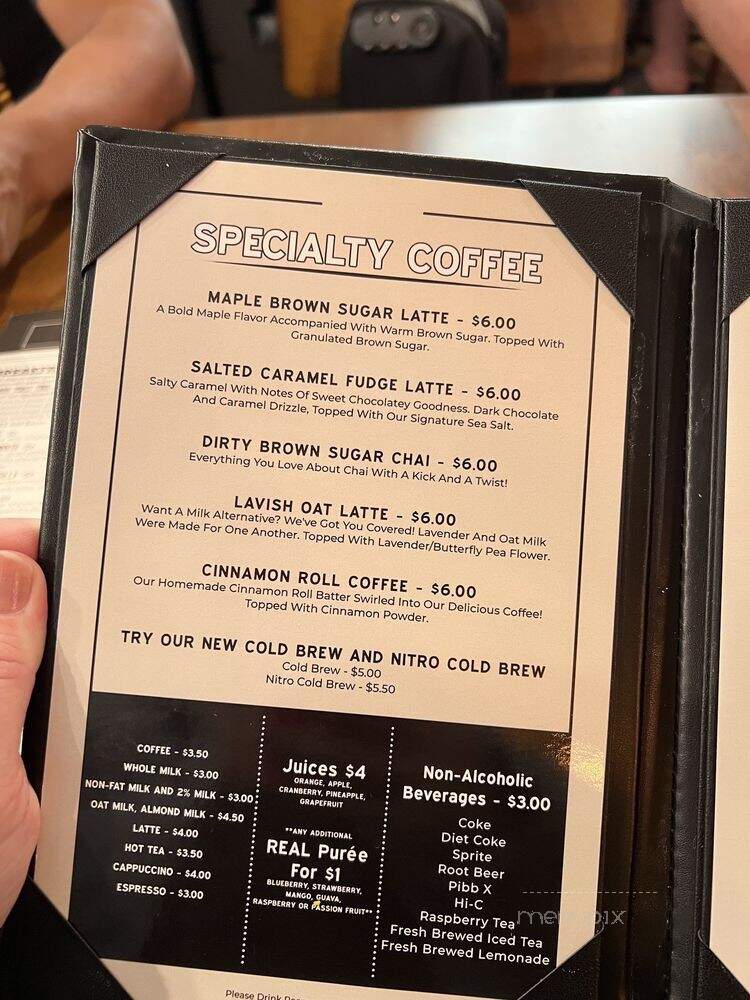 SPECIALTY COFFEE
MAPLE BROWN SUGAR LATTE - $6.00
A Bold Maple Flavor Accompanied With Warm Brown Sugar. Topped With
Granulated Brown Sugar.
SALTED CARAMEL FUDGE LATTE - $6.00
Salty Caramel With Notes Of Sweet Chocolatey Goodness. Dark Chocolate
And Caramel Drizzle, Topped With Our Signature Sea Salt.
DIRTY BROWN SUGAR CHAI - $6.00
Everything You Love About Chai With A Kick And A Twist!
LAVISH OAT LATTE - $6.00
Want A Milk Alternative? We've Got You Covered! Lavender And Oat Milk
Were Made For One Another. Topped With Lavender/Butterfly Pea Flower.
CINNAMON ROLL COFFEE - $6.00
Our Homemade Cinnamon Roll Batter Swirled Into Our Delicious Coffee!
Topped With Cinnamon Powder.
TRY OUR NEW COLD BREW AND NITRO COLD BREW
Cold Brew - $5.00
Nitro Cold Brew - $5.50
COFFEE - $3.50
WHOLE MILK - $3.00
NON-FAT MILK AND 2% MILK - $3.00
OAT MILK, ALMOND MILK - $4.50
LATTE - $4.00
HOT TEA - $3.50
CAPPUCCINO - $4.00
ESPRESSO - $3.00
Juices $4
ORANGE, APPLE,
CRANBERRY, PINEAPPLE,
GRAPEFRUIT
**ANY ADDITIONAL
REAL Purée
For $1
BLUEBERRY, STRAWBERRY,
MANGO, GUAVA,
RASPBERRY OR PASSION FRUIT**
Non-Alcoholic
Beverages - $3.00
Coke
Diet Coke
Sprite
Root Beer
Pibb X
Hi-C
Raspberry Tea
Fresh Brewed Iced Tea
Fresh Brewed Lemonade
Please Drink